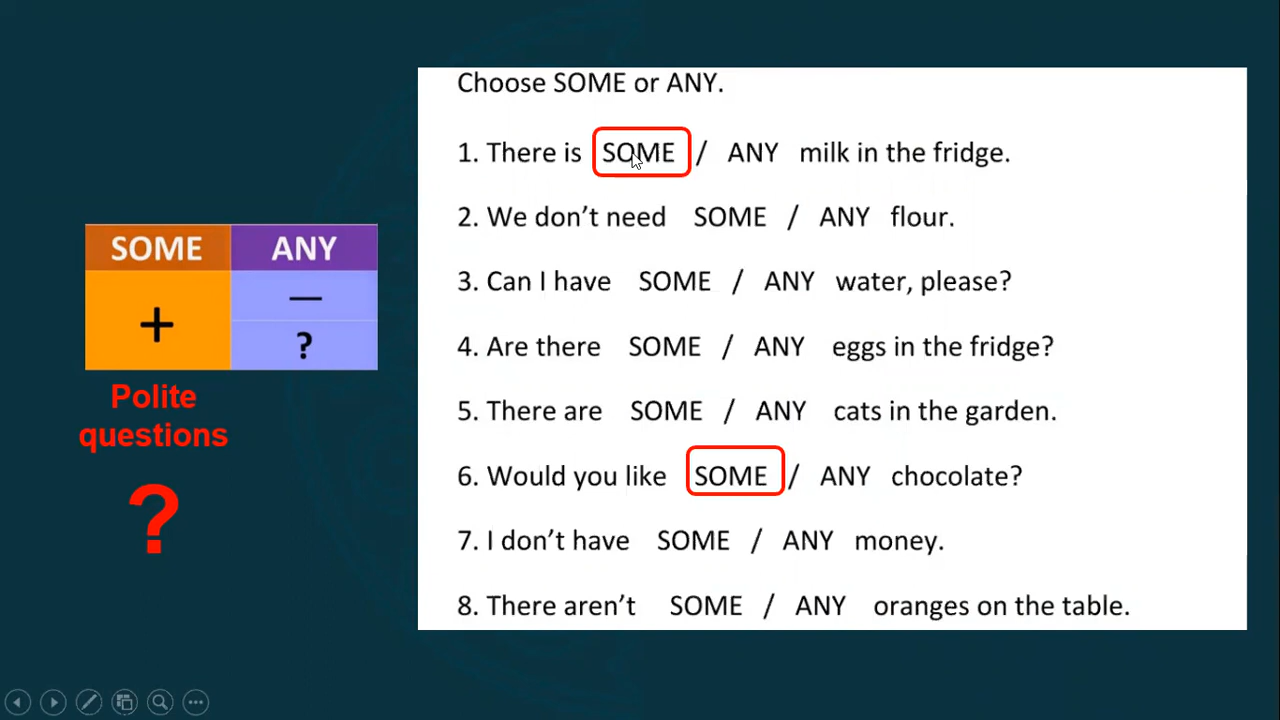 SOME ANY
+ —
?
Polite
questions
?
Choose SOME or ANY.
1. There is SOME / ANY milk in the fridge.
2. We don’t need SOME / ANY flour.
3. Can I have SOME / ANY water, please?
4. Are there SOME / ANY eggs in the fridge?
5. There are SOME / ANY cats in the garden.
6. Would you like SOME / ANY chocolate?
7. I don’t have SOME / ANY money.
8. There aren’t SOME / ANY oranges on the table.